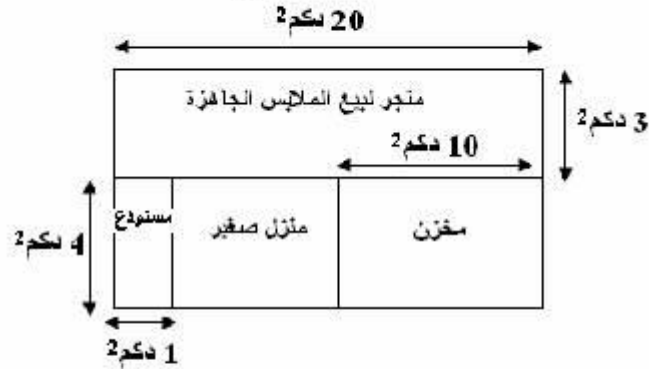 20 دكم2
متجر لبيع الملابس الجاهزة
3 دكم2
10 دكم2
مستودع
منزل صغير
مخزن
4 دكم2
1 دكم2